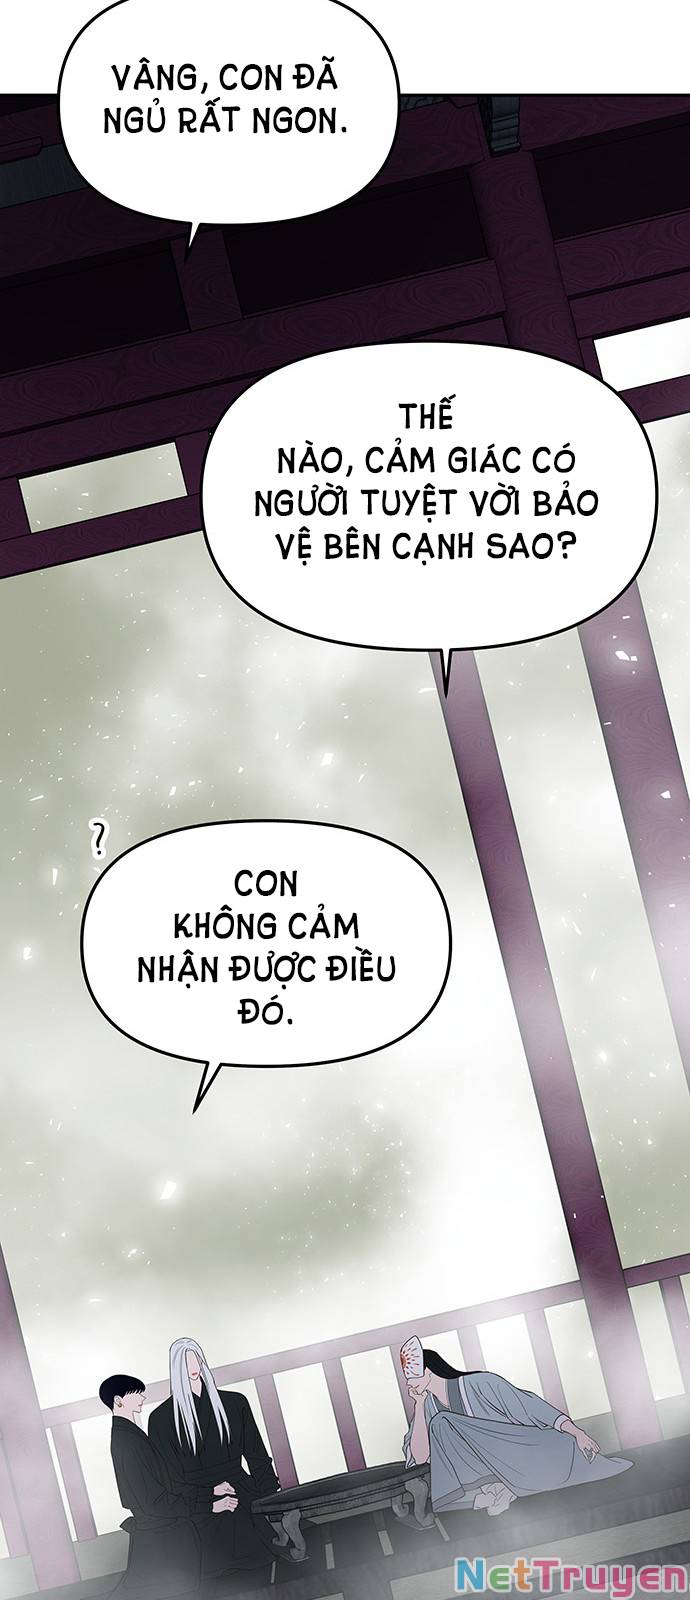 VÂNG, CON ĐÃ
NGỦ RẤT NGON.
THẾ
NÀO, CẢM GIÁC CÓ
NGƯỜI TUYỆT VỜI BẢO
VỆ BÊN CẠNH SAO?
?
CON
KHÔNG CẢM
NHẬN ĐƯỢC ĐIỀU
ĐÓ.
NetTruyen